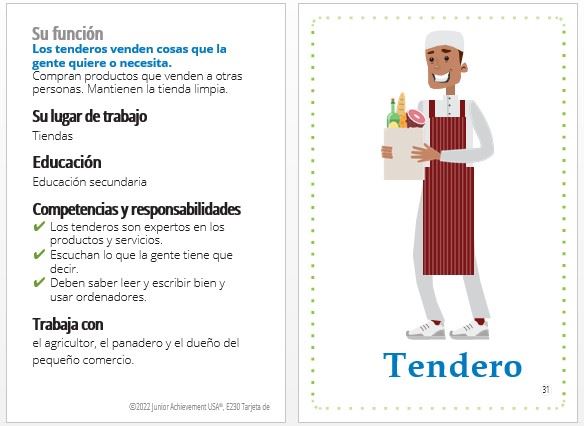 Su función
Los tenderos venden cosas que la
gente quiere o necesita.
Compran productos que venden a otras
personas. Mantienen la tienda limpia.
Su lugar de trabajo
Tiendas
Educación
Educación secundaria
Competencias y responsabilidades
✔ Los tenderos son expertos en los
productos y servicios.
✔ Escuchan lo que la gente tiene que
decir.
✔ Deben saber leer y escribir bien y
usar ordenadores.
Trabaja con
el agricultor, el panadero y el dueño del
pequeño comercio.
©2022 Junior Achievement USA®, E230 Tarjeta de
Tendero
31